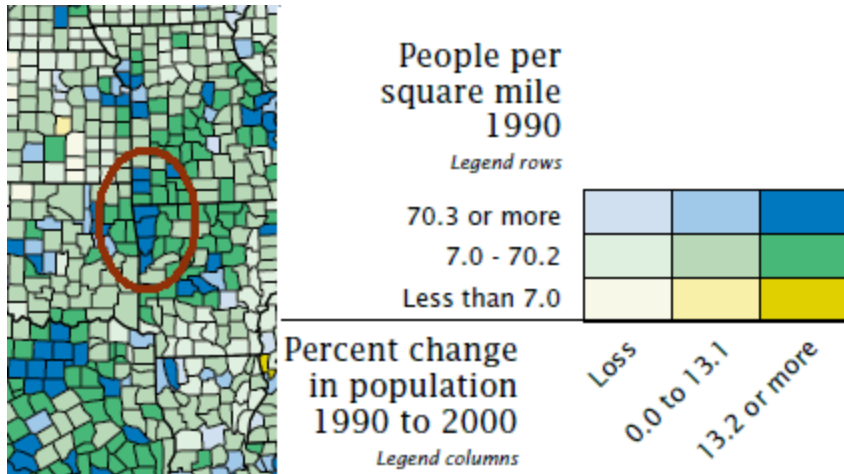 People per
square mile
1990
Legend rows
70.3 or more
7.0 - 70.2
Less than 7.0
Percent change
in population
1990 to 2000
Legend columns
Loss
0.0 to 13.1
13.2 or more